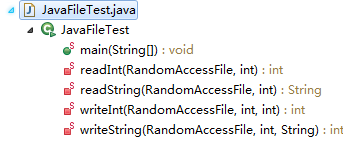 JavaFileTest.java
JavaFileTest
main(String[]) : void
readInt(RandomAccessFile, int) : int
readString(RandomAccessFile, int) : String
writeInt(RandomAccessFile, int, int) : int
writeString(RandomAccessFile, int, String) : int